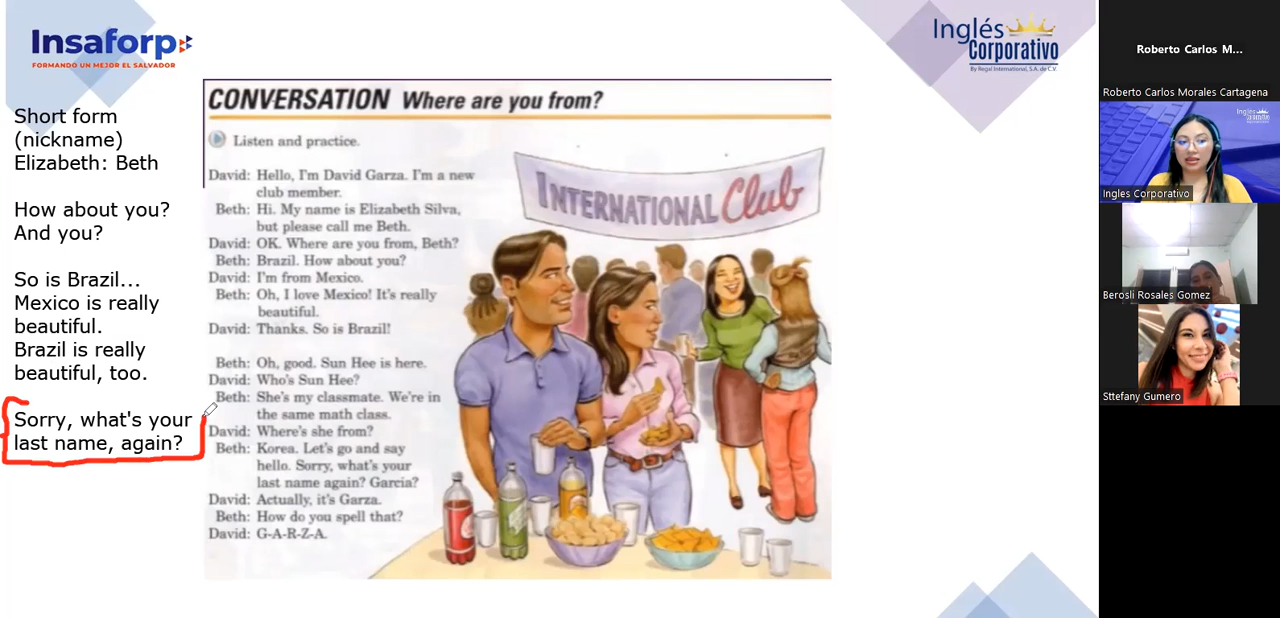 Insaforp
FORMANDO UN MEJOR EL SALVADOR
Inglés
Corporativo
By Regal International, S.A. de C.V.
Short form
(nickname)
Elizabeth: Beth
How about you?
And you?
So is Brazil...
Mexico is really
beautiful.
Brazil is really
beautiful, too.
Sorry, what's your
last name, again?
CONVERSATION Where are you from?
Listen and practice.
David: Hello, I'm David Garza. I'm a new
club member.
Beth: Hi. My name is Elizabeth Silva,
but please call me Beth.
David: OK. Where are you from, Beth?
Beth: Brazil. How about you?
David: I'm from Mexico.
Beth: Oh, I love Mexico! It's really
beautiful.
David: Thanks. So is Brazil!
Beth: Oh, good. Sun Hee is here.
David: Who's Sun Hee?
Beth: She's my classmate. We're in
the same math class.
David: Where's she from?
Beth: Korea. Let's go and say
hello. Sorry, what's your
last name again? Garcia?
David: Actually, it's Garza.
Beth: How do you spell that?
David: G-A-R-Z-A.
INTERNATIONAL Club
Roberto Carlos M...
Roberto Carlos Morales Cartagena
Inglés
Corporativo
Ingles Corporativo
Berosli Rosales Gomez
Sttefany Gumero